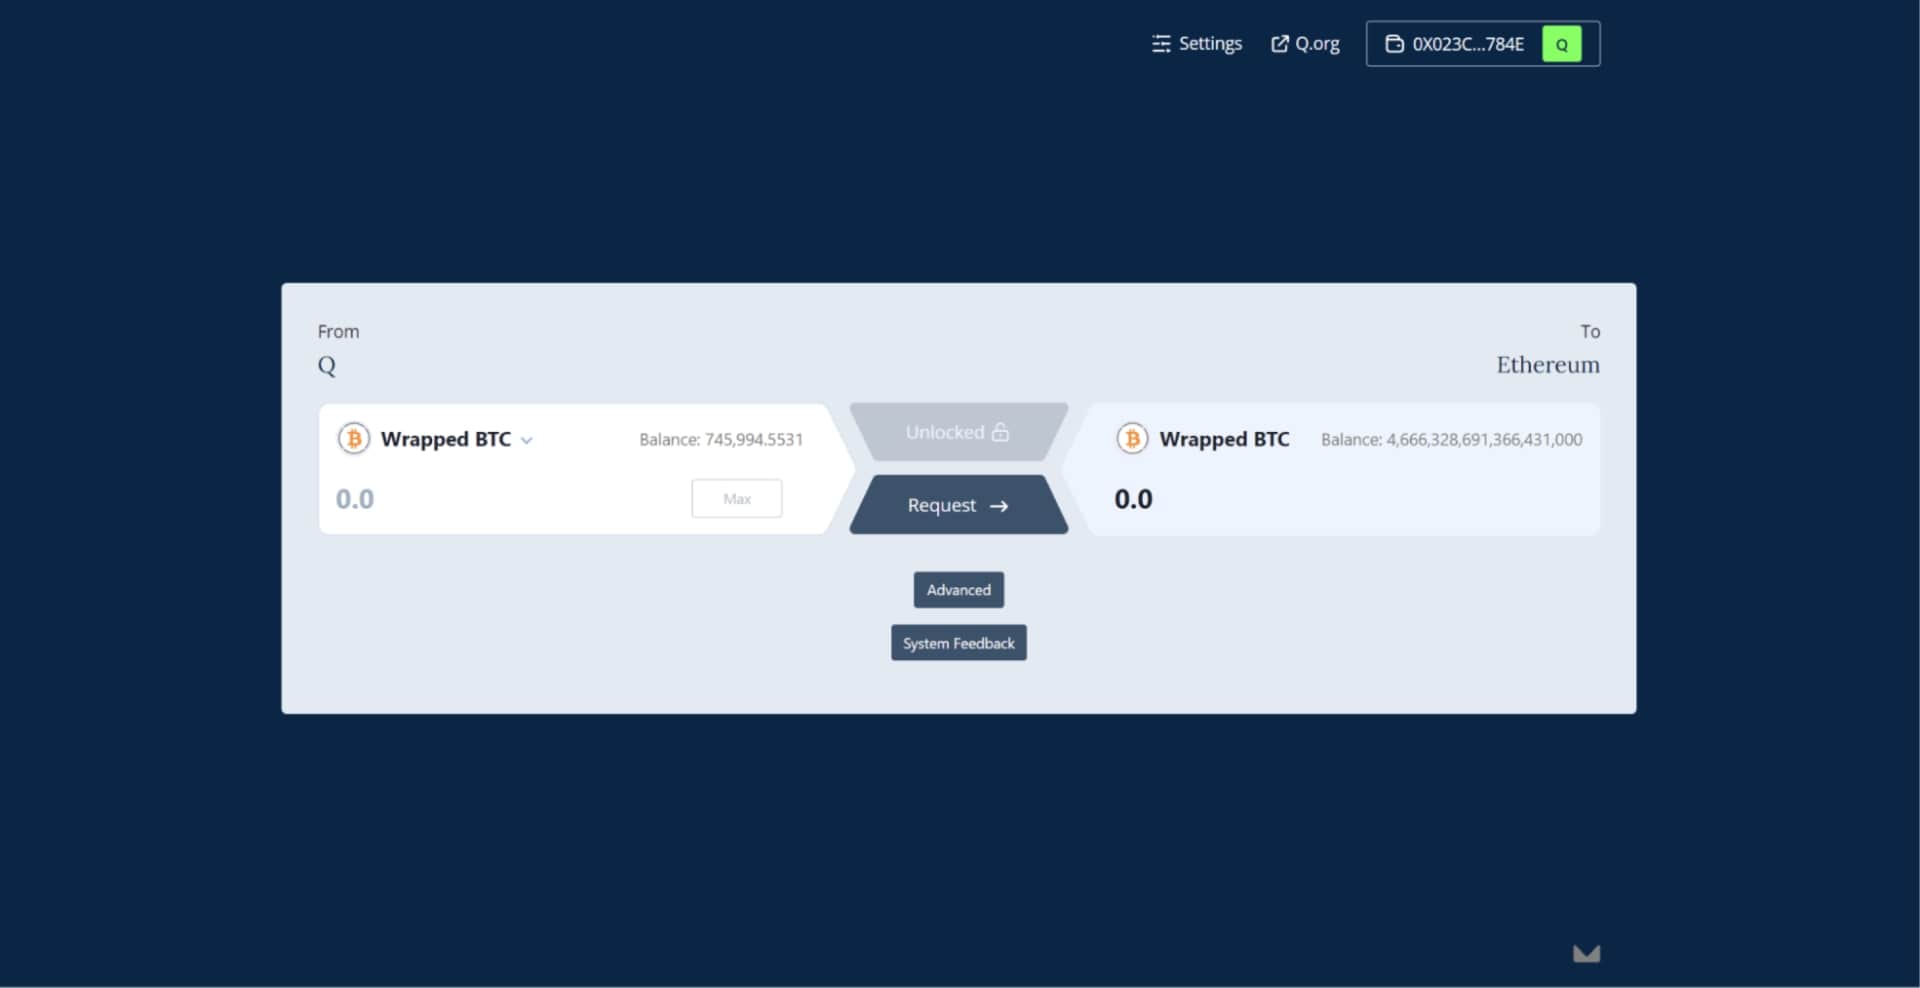 Settings
Q.org
0X023C...784E
Q
From
To
Q
Ethereum
Wrapped BTC
Balance: 745,994.5531
0.0
Max
Unlocked
Request →
Wrapped BTC
Balance: 4,666,328,691,366,431,000
0.0
Advanced
System Feedback